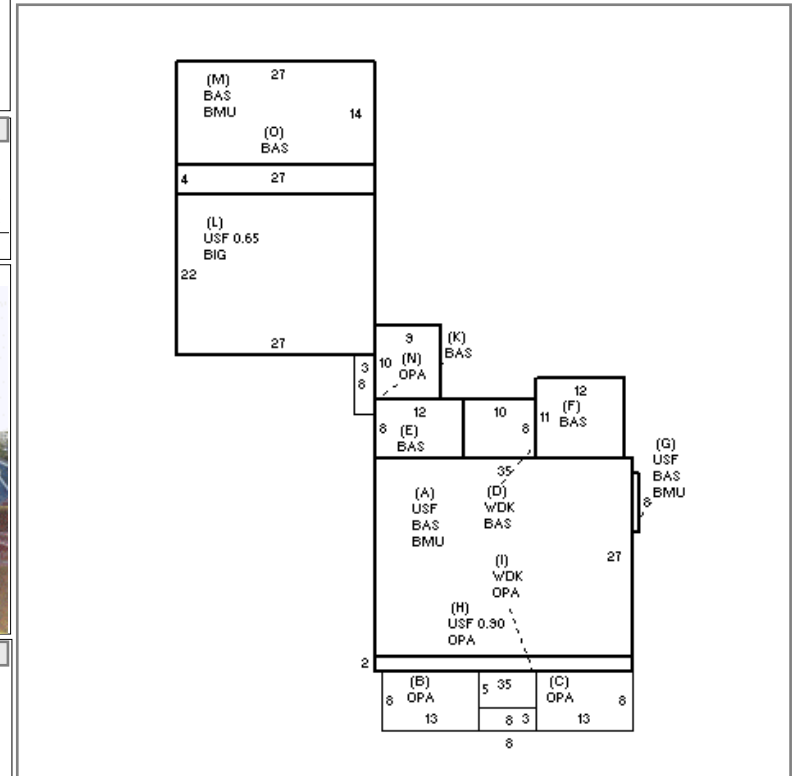 (M) 27
BAS
BMU 14
(O)
BAS
4 27
(L)
USF 0.65
BIG
22
27
9 (K)
3 10 (N) BAS
8 OPA
12 10 12
8 (E) 8 11 (F)
BAS BAS
(G)
USF
BAS
BMU
8
35
(A) (D)
USF WDK
BAS BAS
BMU
27
(I)
WDK
OPA
(H)
USF 0.90
OPA
2
(B) 5 35 (C)
8 OPA OPA 8
13 8 3 13
8